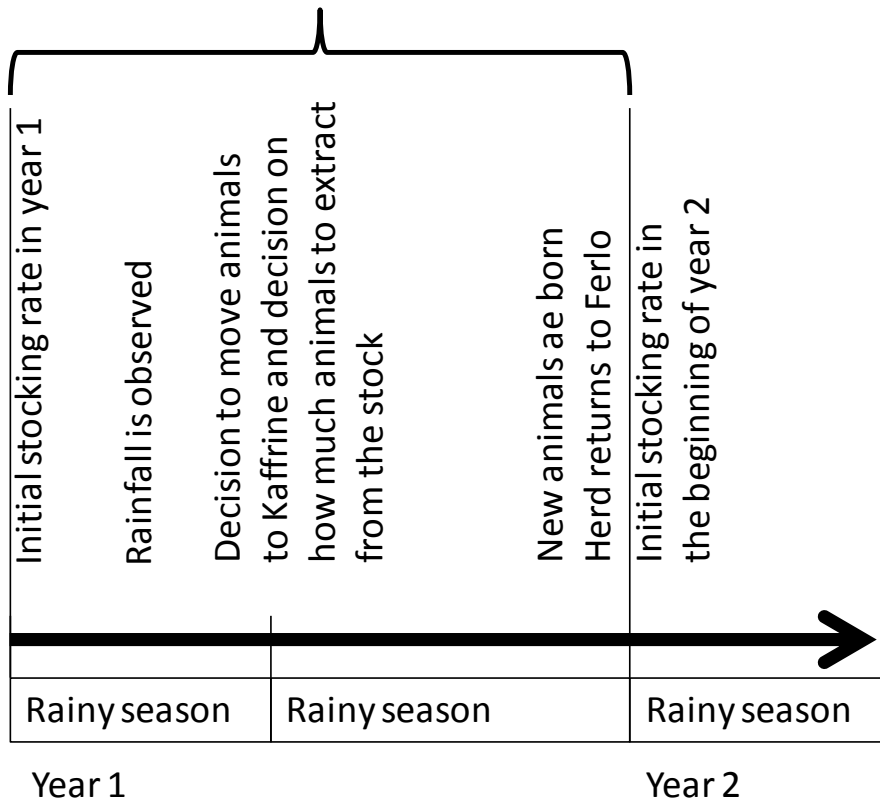 Initial stocking rate in year 1
Rainfall is observed
Decision to move animals
to Kaffrine and decision on
how much animals to extract
from the stock
New animals ae born
Herd returns to Ferlo
Initial stocking rate in
the beginning of year 2
Rainy season
Rainy season
Rainy season
Year 1
Year 2